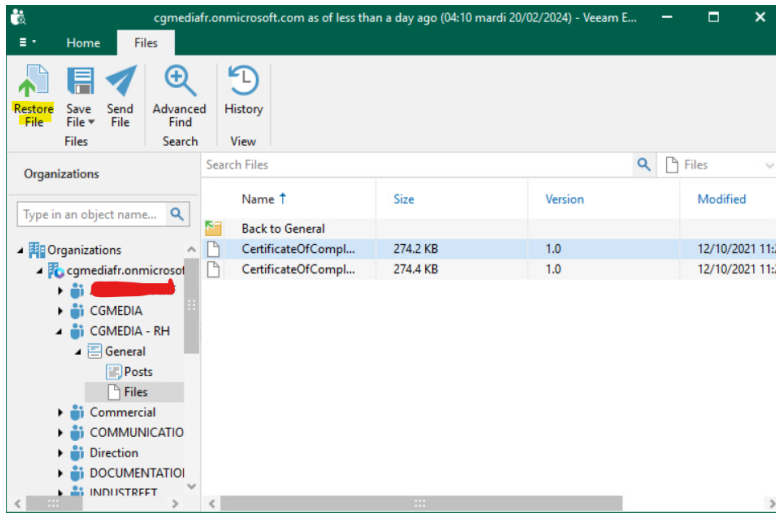 cgmediafr.onmicrosoft.com as of less than a day ago (04:10 mardi 20/02/2024) - Veeam E...
Home Files
Restore File
Save File
Send File
Advanced Find
History
Files Search View
Organizations
Search Files
Files
Type in an object name...
Name Size Version Modified
Back to General
CertificateOfCompl... 274.2 KB 1.0 12/10/2021 11:
CertificateOfCompl... 274.4 KB 1.0 12/10/2021 11:
Organizations
cgmediafr.onmicrosof
CGMEDIA
CGMEDIA - RH
General
Posts
Files
Commercial
COMMUNICATIO
Direction
DOCUMENTATIO
INDUSTREET